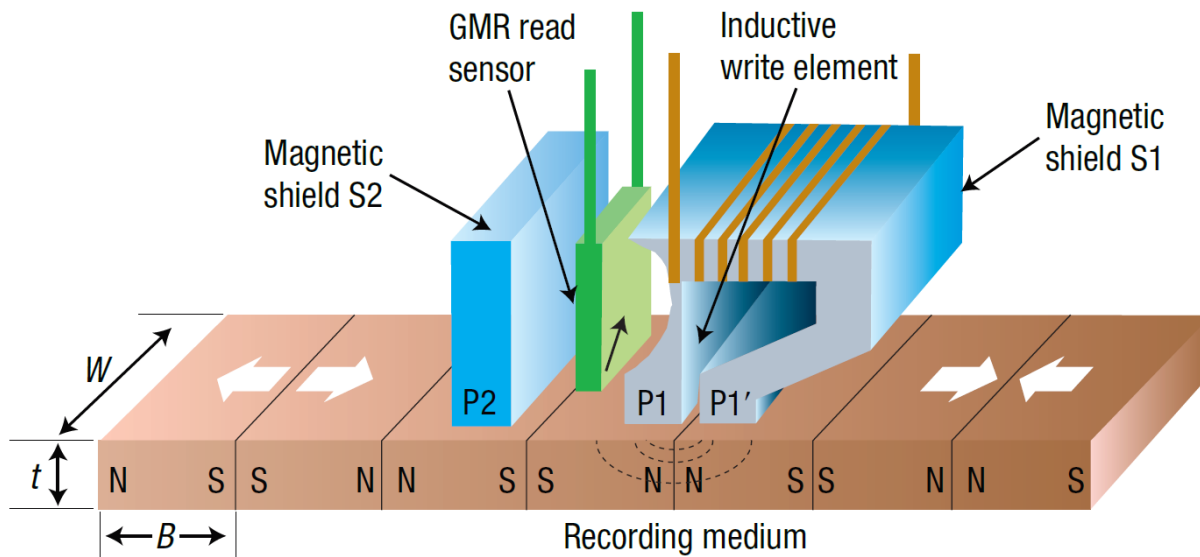 GMR read
sensor
Inductive
write element
Magnetic
shield S2
Magnetic
shield S1
W
P2
P1
P1′
t
N S S N N S S N N S S N N S
B
Recording medium